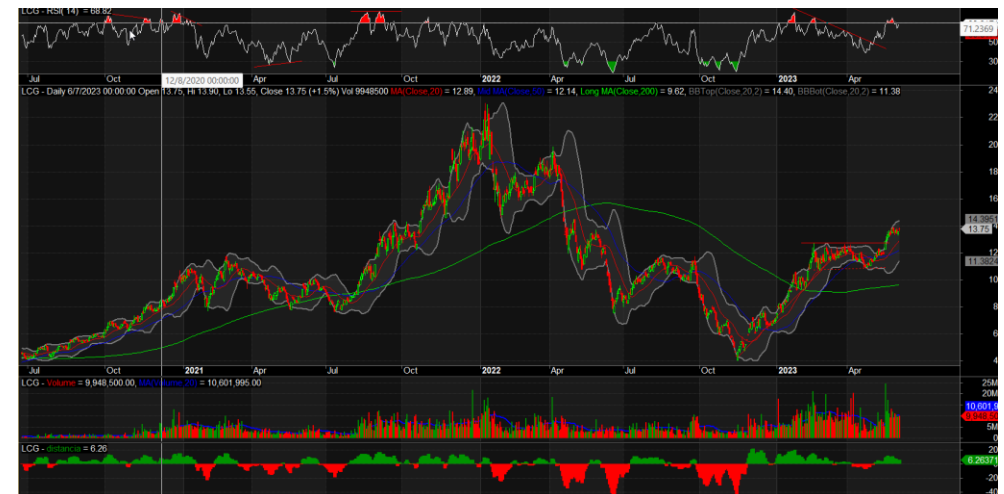 LCG - RSI( 14) = 68.82
71.2369
50
30
Jul Oct Apr Jul Oct 2022 Apr Jul Oct 2023 Apr
12/8/2020 00:00:00
LCG - Daily 6/7/2023 00:00:00 Open 13.75, Hi 13.90, Lo 13.55, Close 13.75 (+1.5%) Vol 9948500 MA(Close,20) = 12.89, Mid MA(Close,50) = 12.14, Long MA(Close,200) = 9.62, BBTop(Close,20,2) = 14.40, BBBot(Close,20,2) = 11.38
24
22
18
16
14.3951
13.75
12
11.3824
10
8
6
4
Jul Oct 2021 Apr Jul Oct 2022 Apr Jul Oct 2023 Apr
LCG - Volume = 9,948,500.00, MA(Volume,20) = 10,601,995.00
25M
20M
10,601,9
9,948,50
5M
0
LCG - distancia = 6.26
20
6.26371
-20
-40